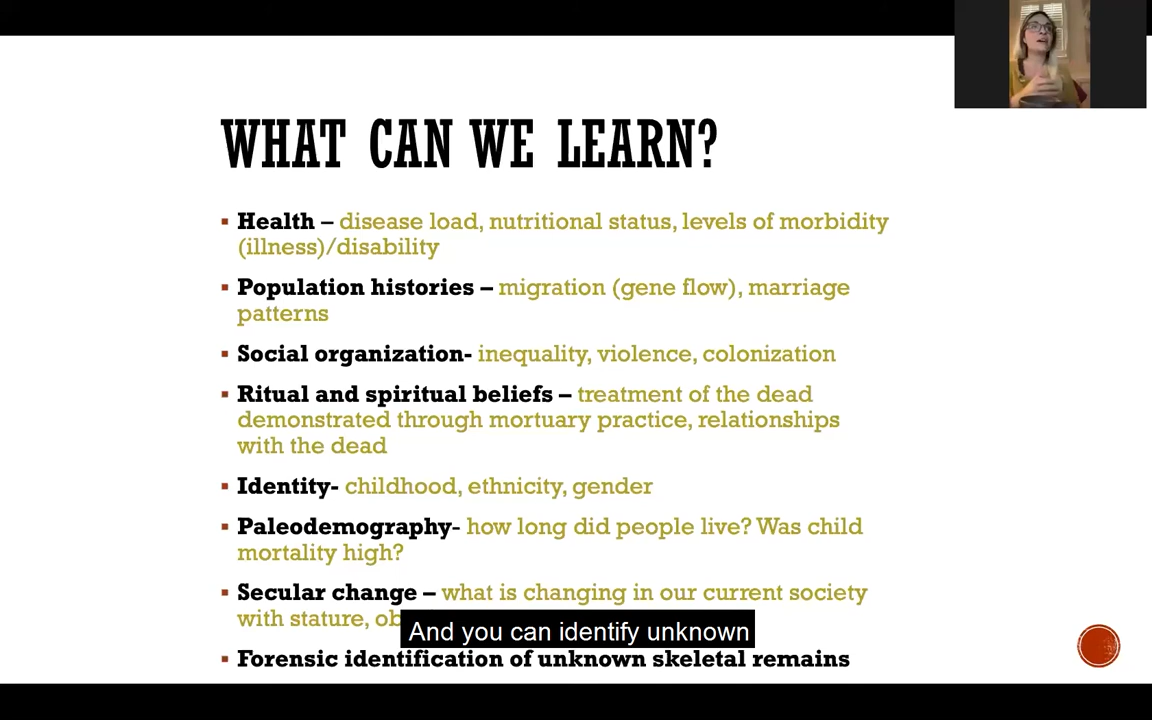 WHAT CAN WE LEARN?
▪ Health – disease load, nutritional status, levels of morbidity
(illness)/disability
▪ Population histories – migration (gene flow), marriage
patterns
▪ Social organization- inequality, violence, colonization
▪ Ritual and spiritual beliefs – treatment of the dead
demonstrated through mortuary practice, relationships
with the dead
▪ Identity- childhood, ethnicity, gender
▪ Paleodemography- how long did people live? Was child
mortality high?
▪ Secular change – what is changing in our current society
with stature,
And you can identify unknown
▪ Forensic identification of unknown skeletal remains